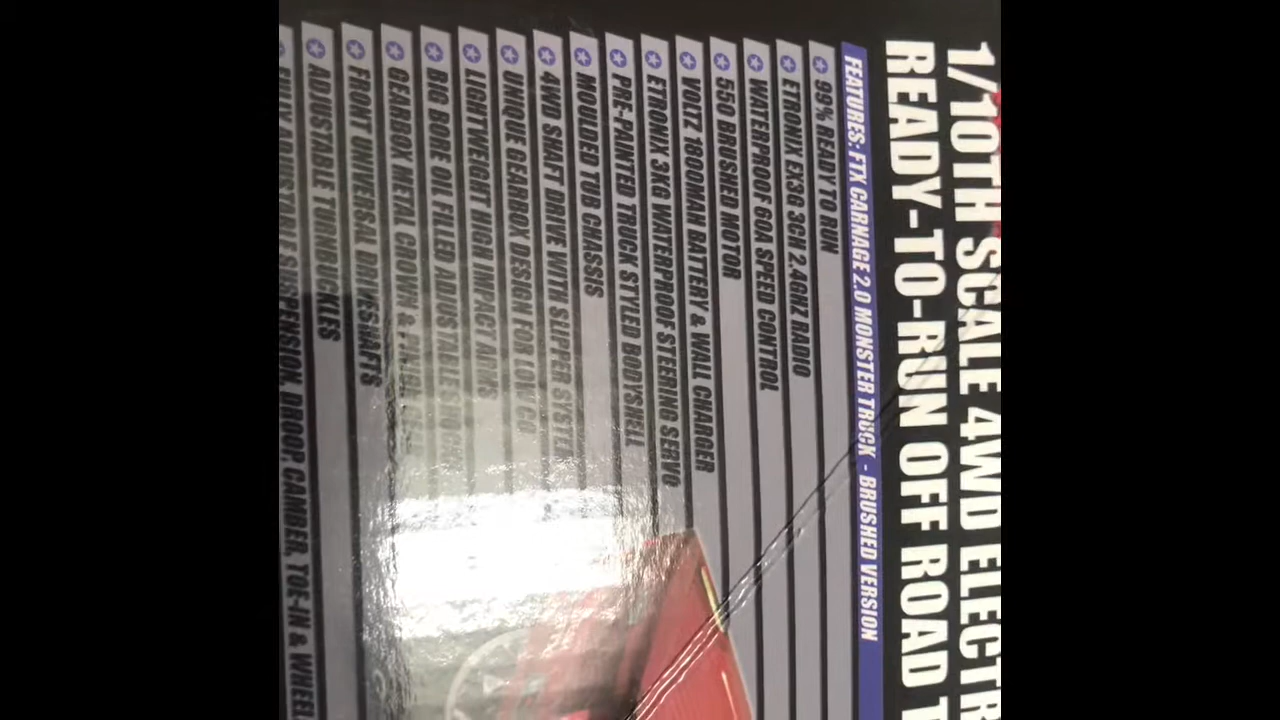 1/10TH SCALE 4WD ELECTR
READY-TO-RUN OFF ROAD
FEATURES: FTX CARNAGE 2.0 MONSTER TRUCK - BRUSHED VERSION
99% READY TO RUN
ETRONIX EX3G 3CH 2.4GHZ RADIO
WATERPROOF 60A SPEED CONTROL
550 BRUSHED MOTOR
VOLTZ 1800MAH BATTERY & WALL CHARGER
ETRONIX 3KG WATERPROOF STEERING SERVO
PRE-PAINTED TRUCK STYLED BODYSHELL
MOULDED TUB CHASSIS
4WD SHAFT DRIVE WITH SLIPPER SYSTEM
UNIQUE GEARBOX DESIGN FOR LOW CG
LIGHTWEIGHT HIGH IMPACT ARMS
BIG BORE OIL FILLED ADJUSTABLE SHOCKS
GEARBOX METAL CROWN & PINION
FRONT UNIVERSAL DRIVESHAFTS
ADJUSTABLE TURNBUCKLES
FULLY ADJUSTABLE SUSPENSION, DROOP, CAMBER, TOE-IN & WHEEL